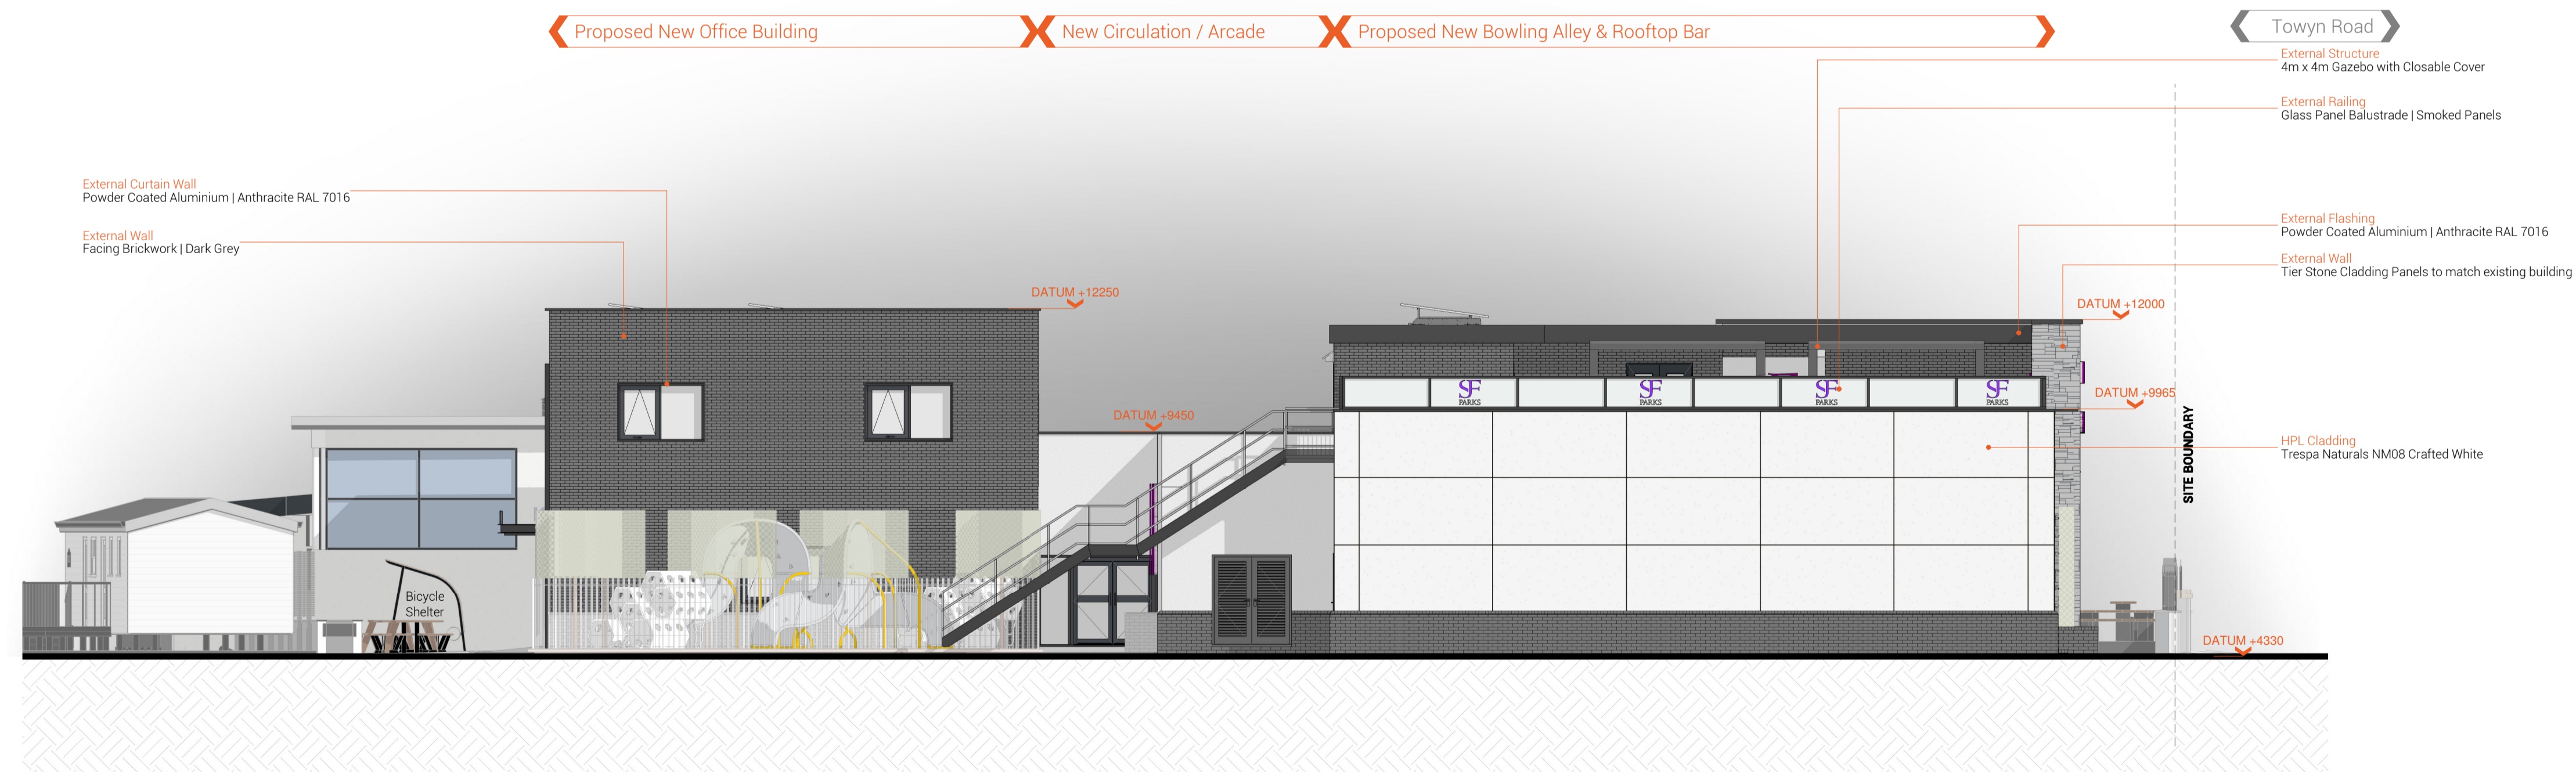 Proposed New Office Building
New Circulation / Arcade
Proposed New Bowling Alley & Rooftop Bar
Towyn Road
External Structure
4m x 4m Gazebo with Closable Cover
External Railing
Glass Panel Balustrade | Smoked Panels
External Curtain Wall
Powder Coated Aluminium | Anthracite RAL 7016
External Wall
Facing Brickwork | Dark Grey
External Flashing
Powder Coated Aluminium | Anthracite RAL 7016
External Wall
Tier Stone Cladding Panels to match existing building
DATUM +12250
DATUM +12000
DATUM +9965
DATUM +9450
SF
PARKS
SF
PARKS
SF
PARKS
SF
PARKS
SITE BOUNDARY
HPL Cladding
Trespa Naturals NM08 Crafted White
Bicycle
Shelter
DATUM +4330